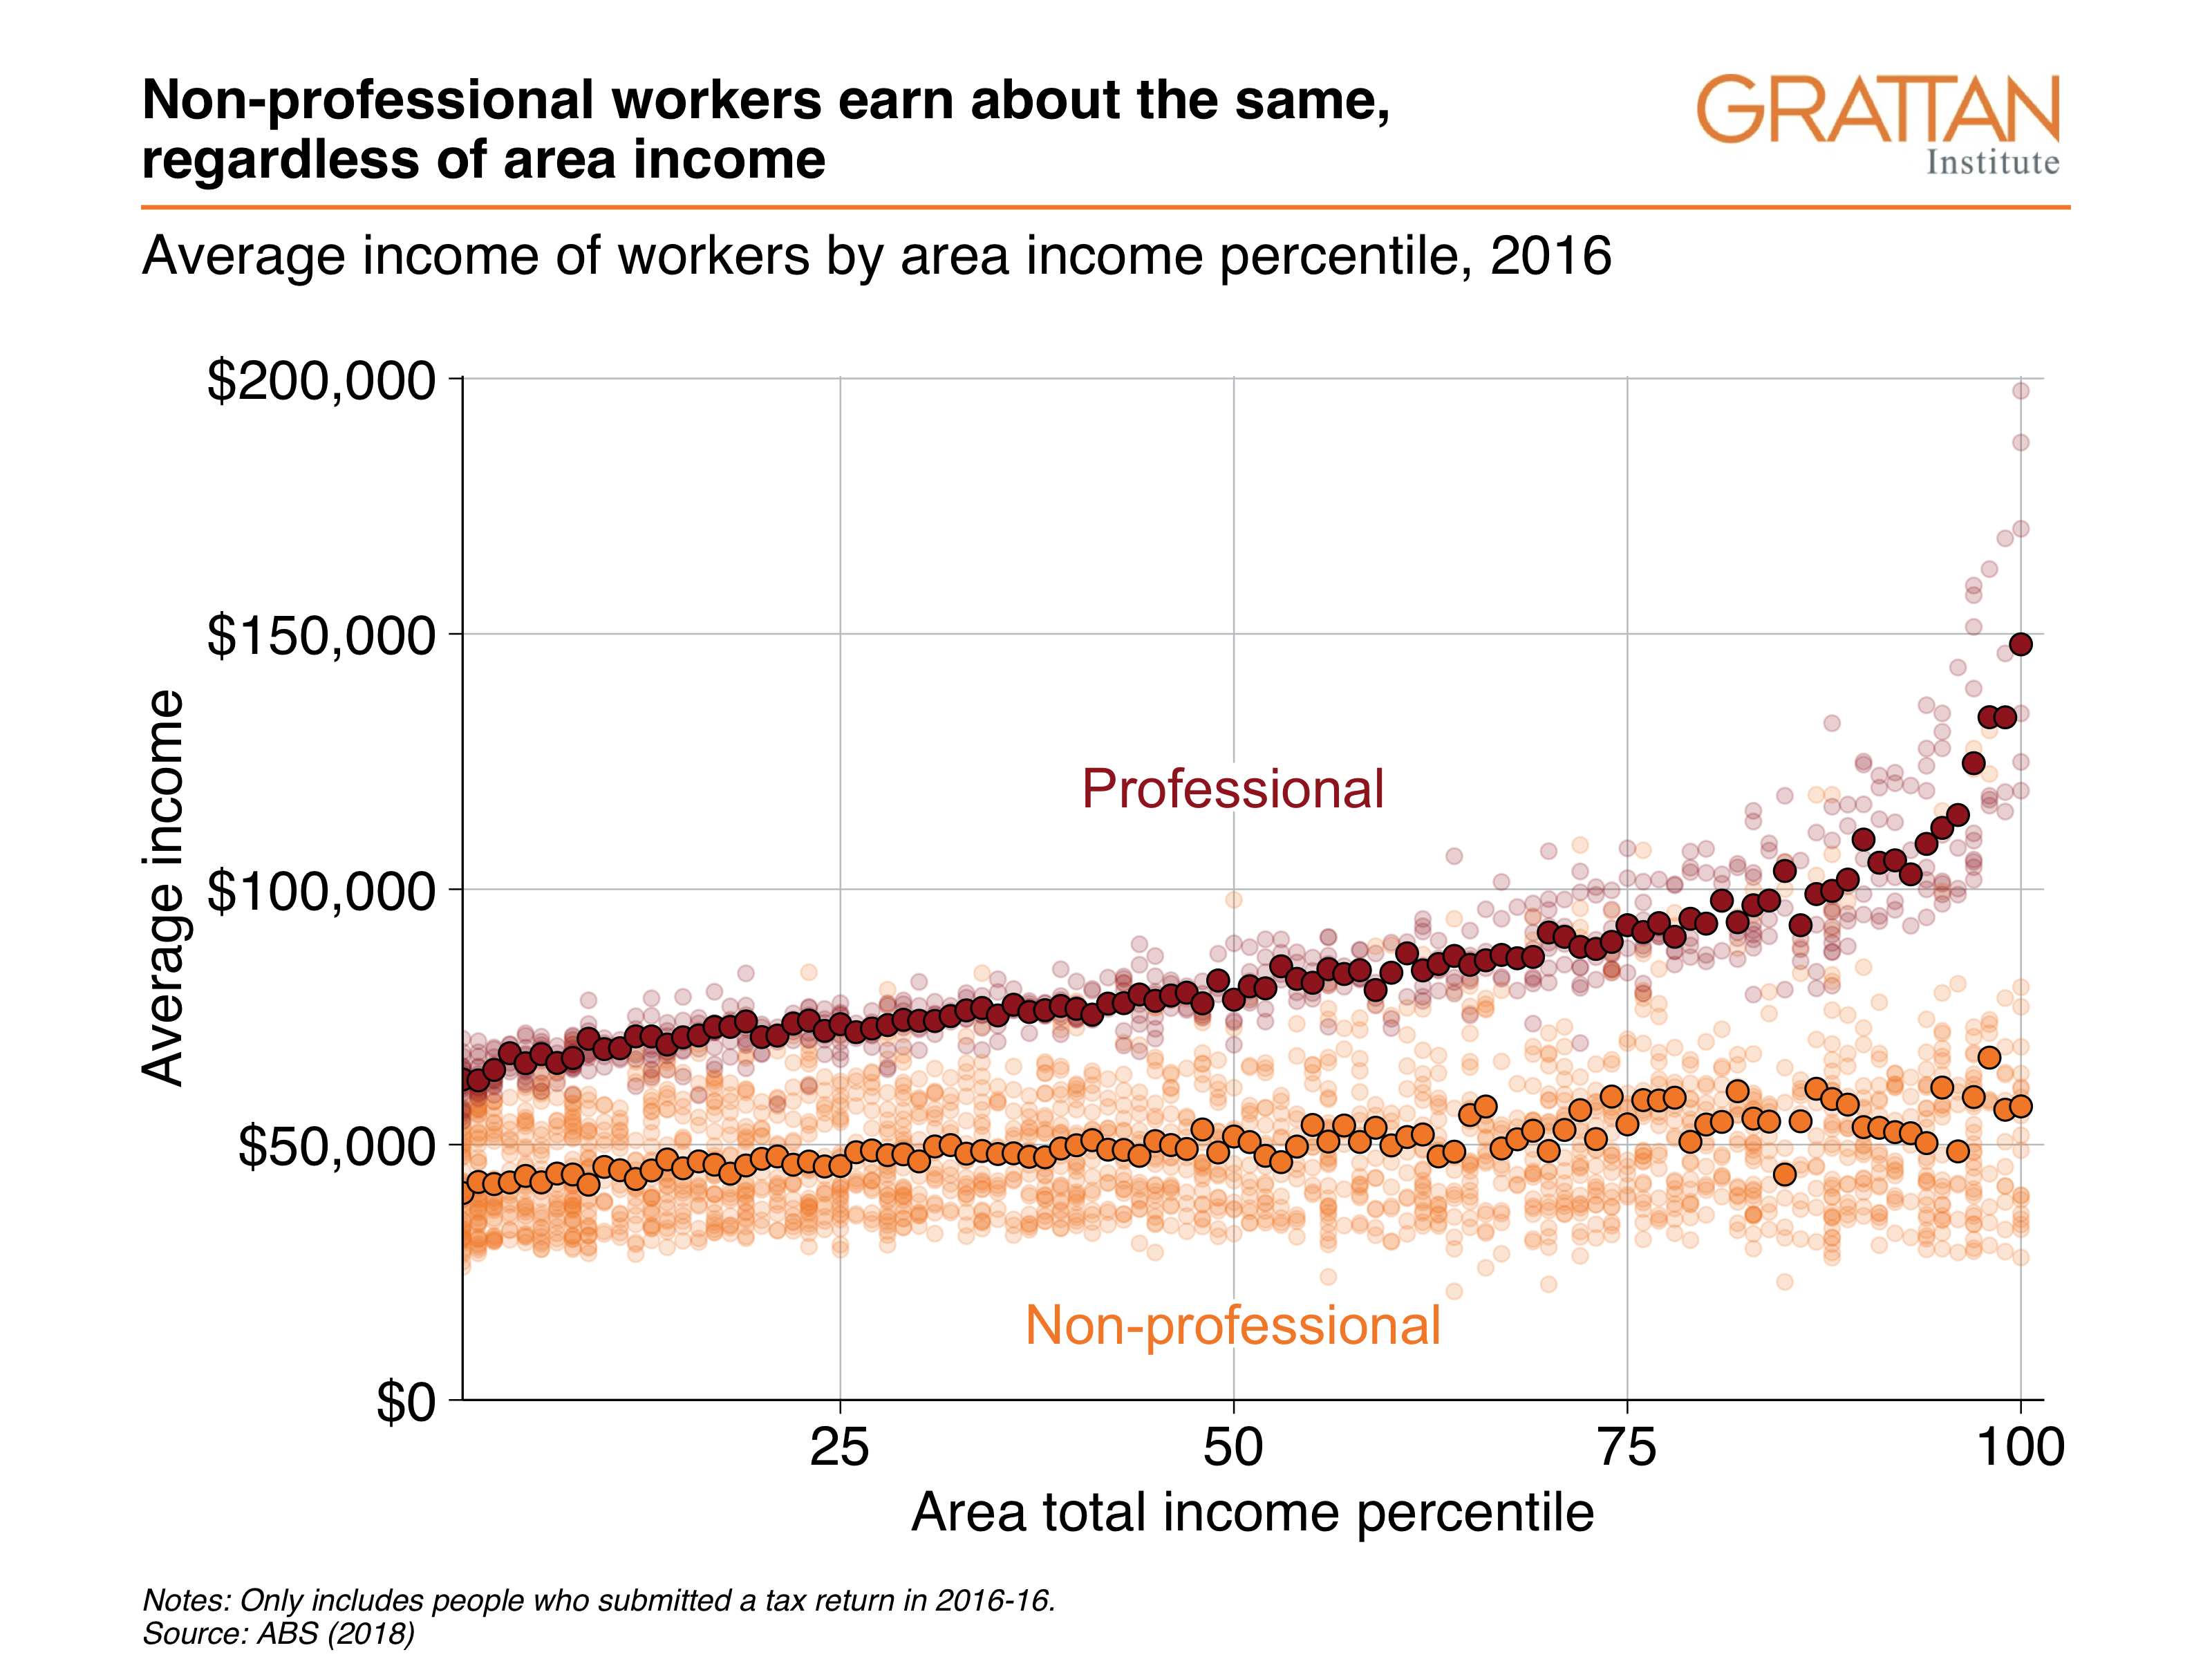 Non-professional workers earn about the same,
regardless of area income
GRATTAN
Institute
Average income of workers by area income percentile, 2016
$200,000
$150,000
$100,000
$50,000
$0
Average income
Professional
Non-professional
25 50 75 100
Area total income percentile
Notes: Only includes people who submitted a tax return in 2016-16.
Source: ABS (2018)